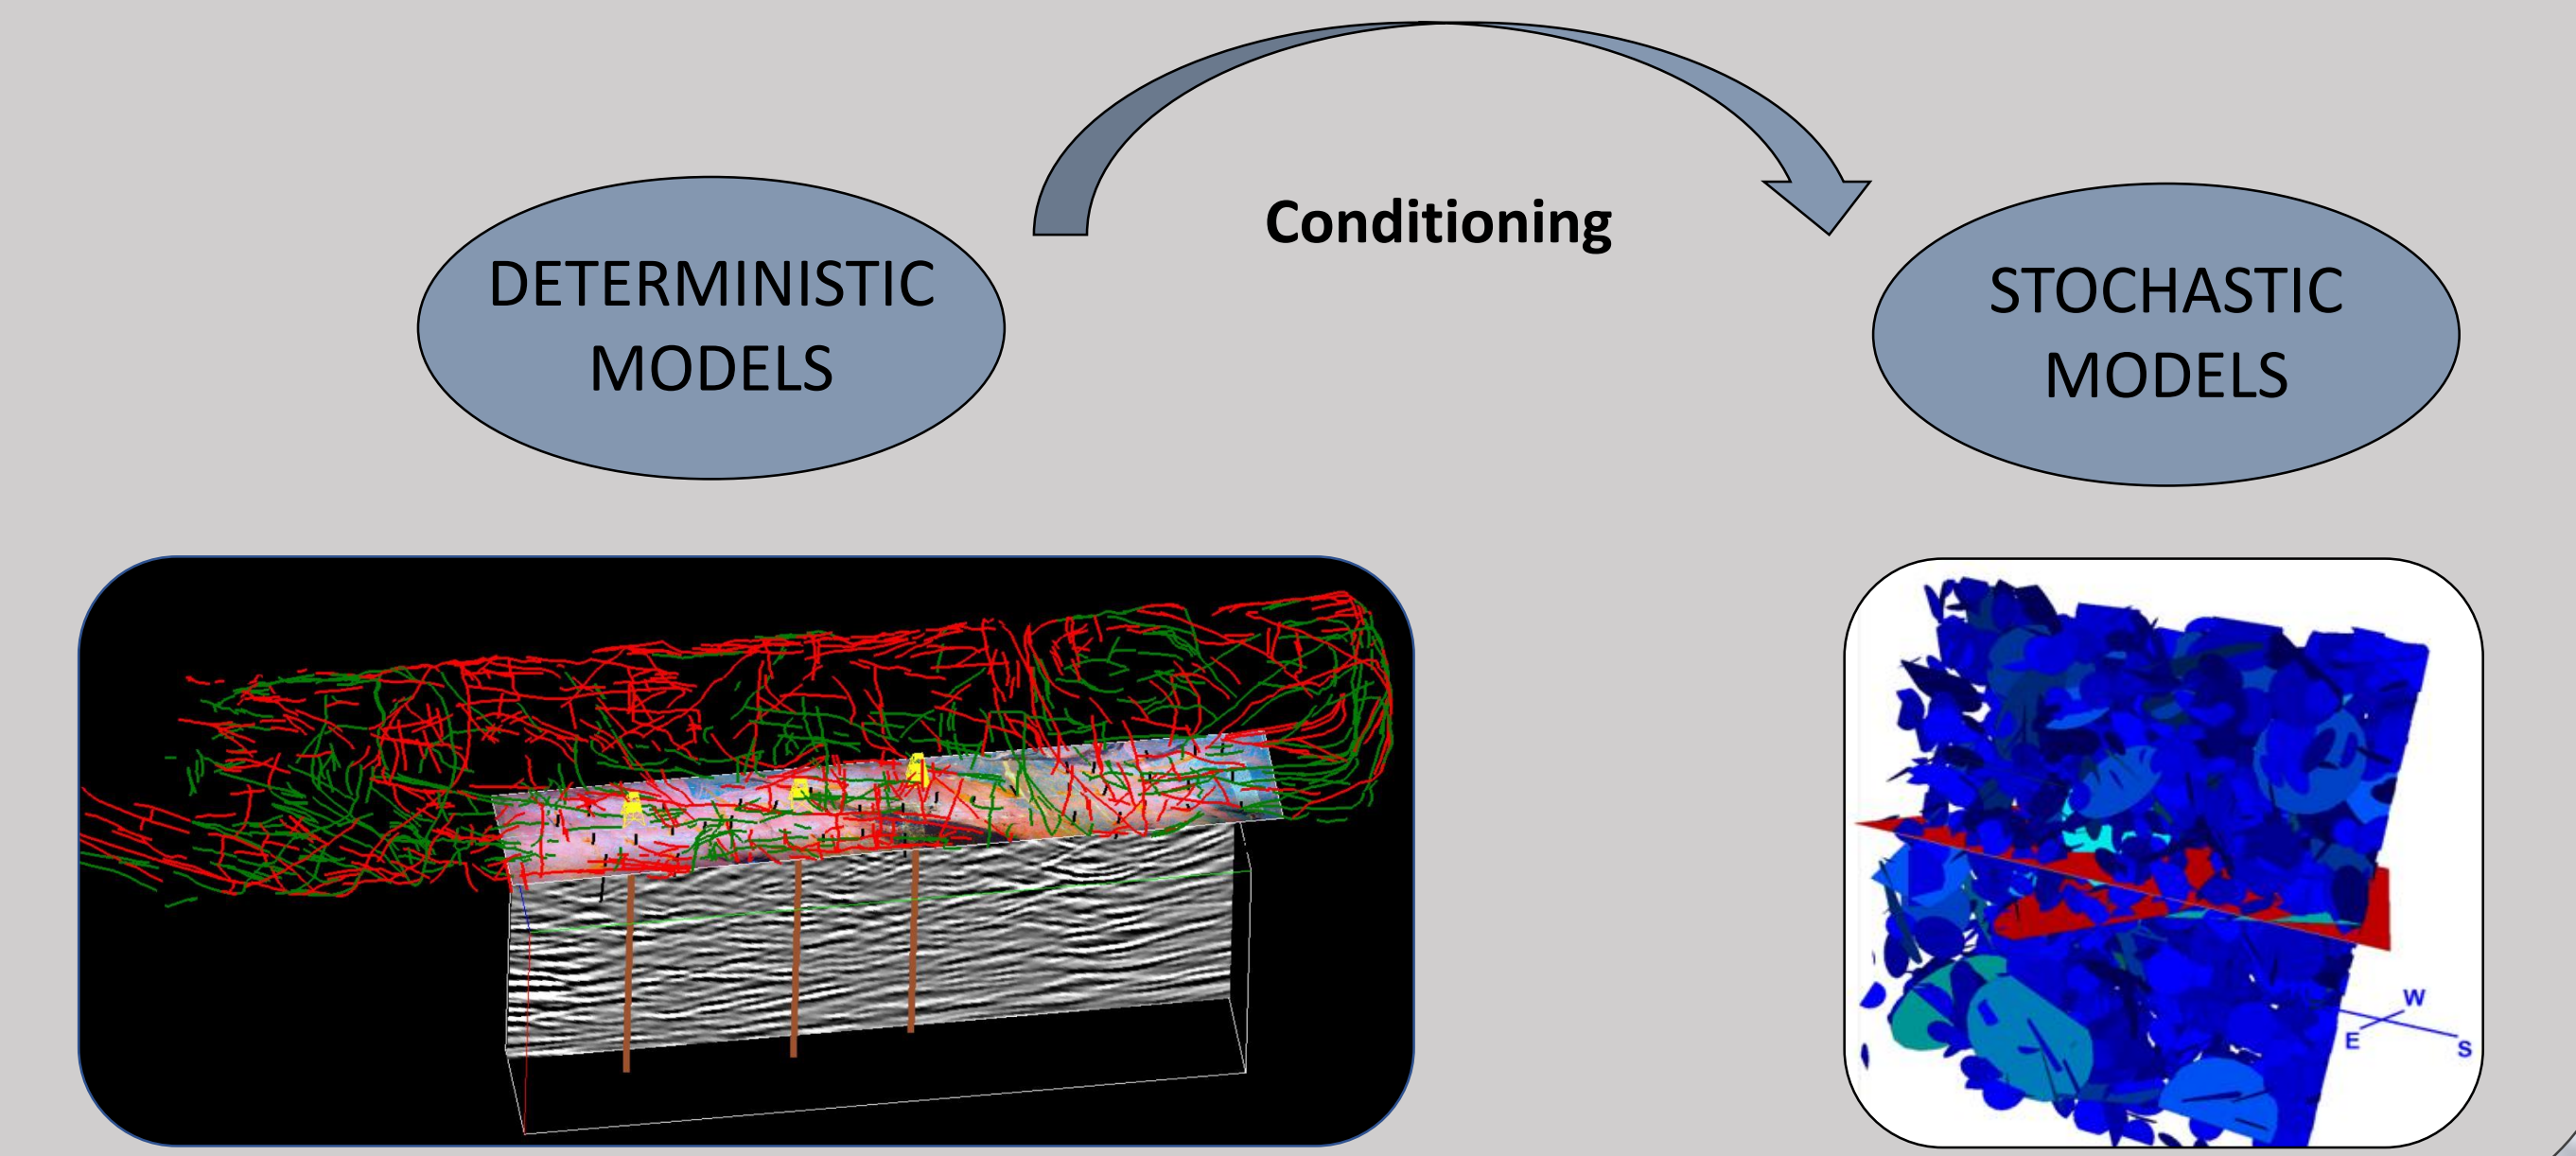 DETERMINISTIC
MODELS
Conditioning
STOCHASTIC
MODELS
W
E
S